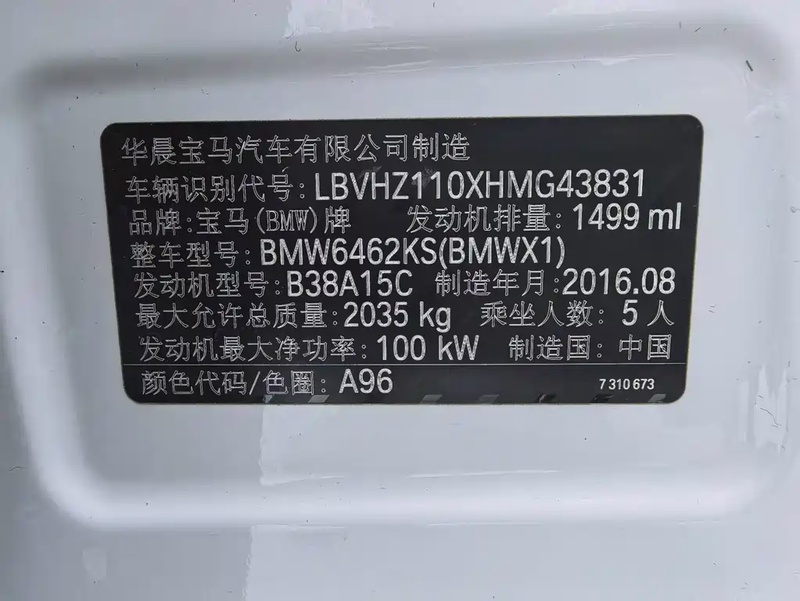 华晨宝马汽车有限公司制造
车辆识别代号: LBVHZ110XHMG43831
品牌: 宝马(BMW)牌 发动机排量: 1499 ml
整车型号: BMW6462KS(BMWX1)
发动机型号: B38A15C 制造年月: 2016.08
最大允许总质量: 2035 kg 乘坐人数: 5 人
发动机最大净功率: 100 kW 制造国: 中国
颜色代码/色圈: A96 7 310 673